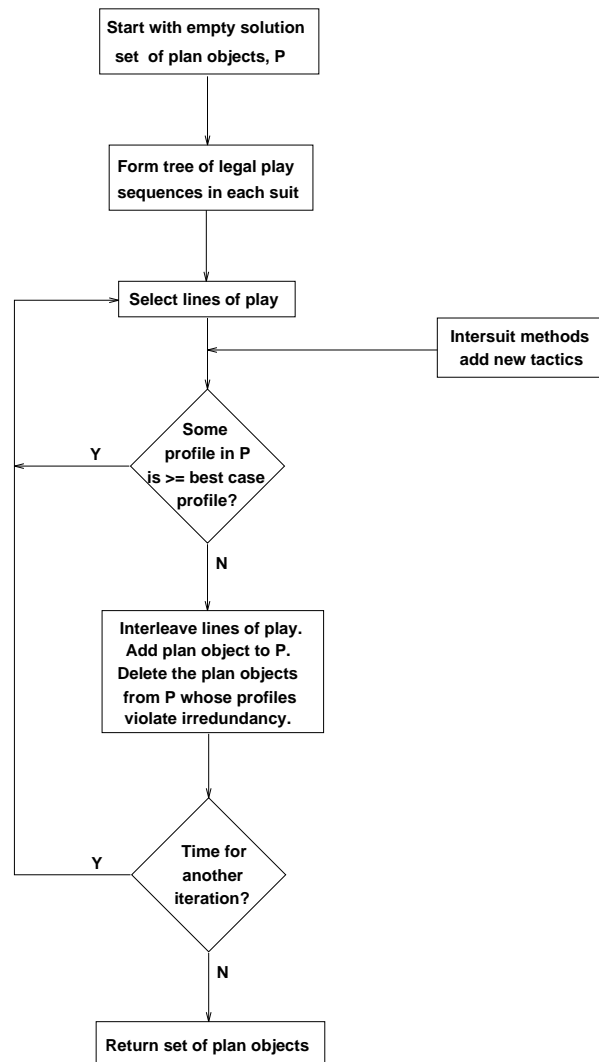 Start with empty solution
set of plan objects, P
Form tree of legal play
sequences in each suit
Select lines of play
Intersuit methods
add new tactics
Some
profile in P
is >= best case
profile?
Y
N
Interleave lines of play.
Add plan object to P.
Delete the plan objects
from P whose profiles
violate irredundancy.
Time for
another
iteration?
Y
N
Return set of plan objects